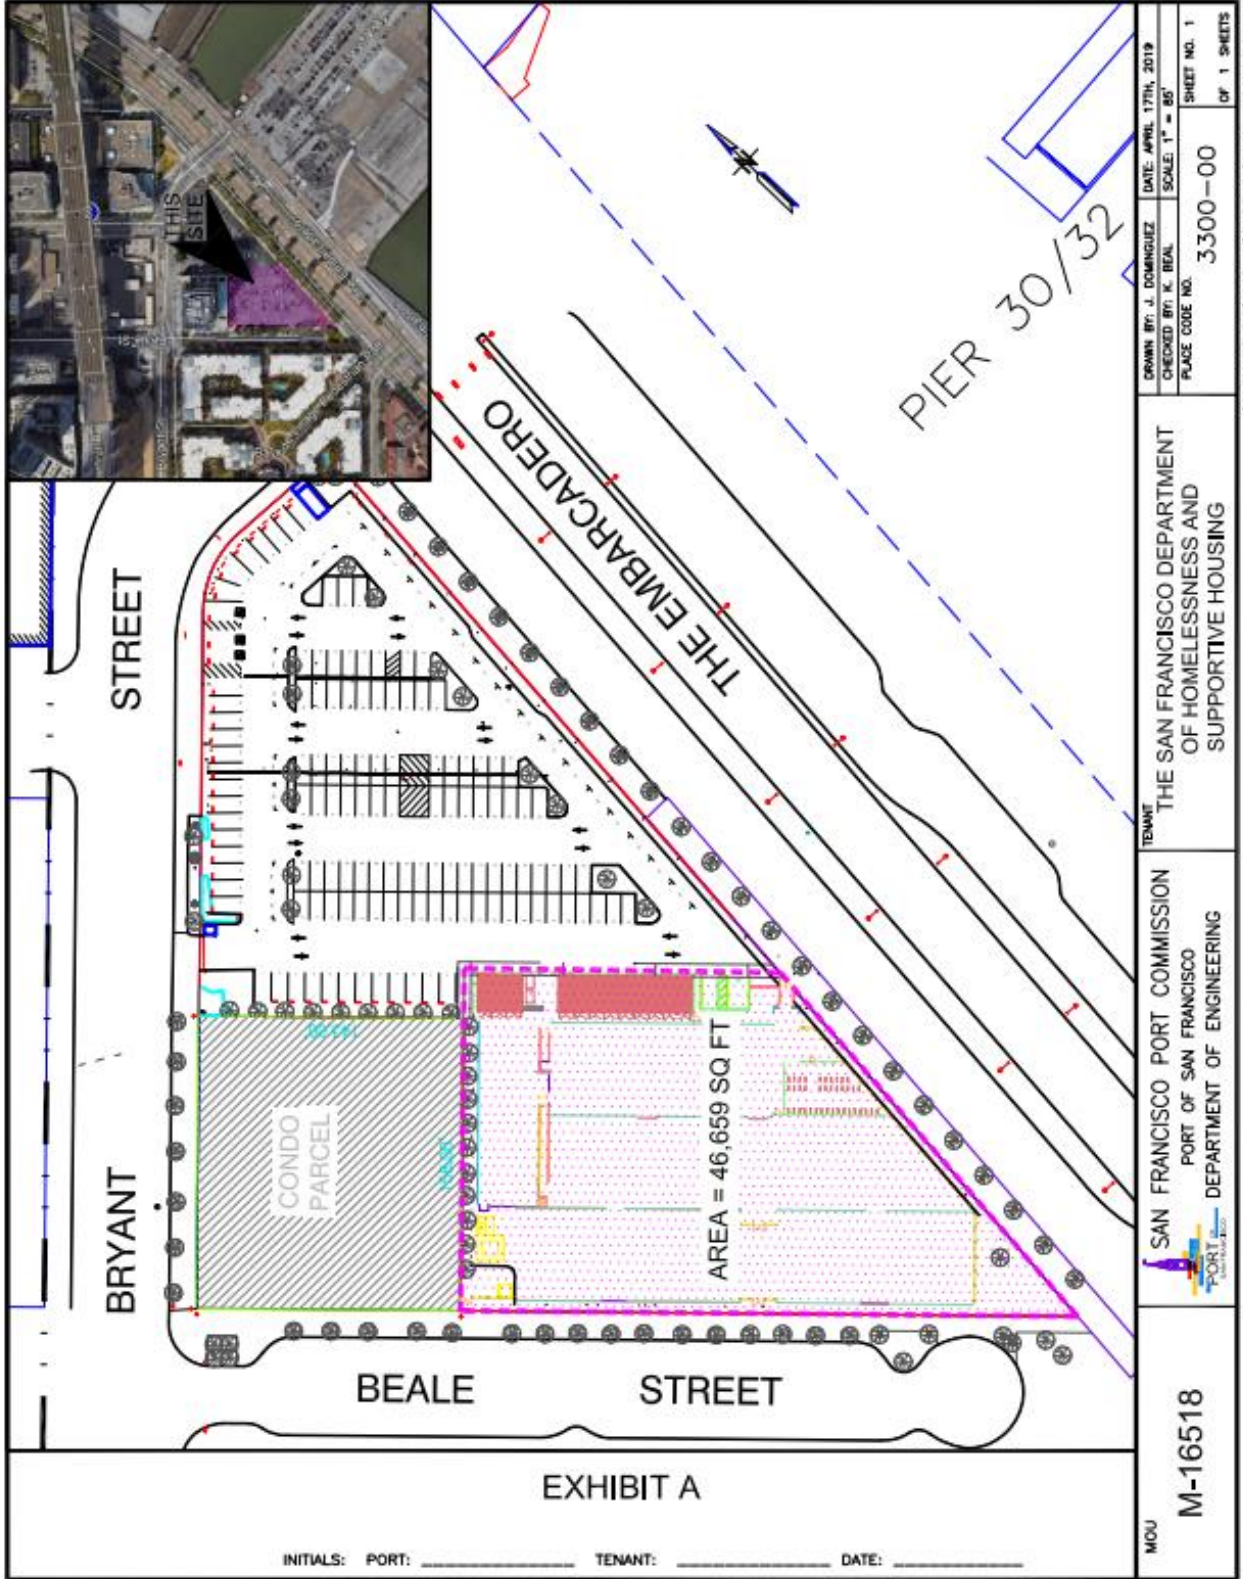 THIS
SITE
PIER 30/32
THE EMBARCADERO
BRYANT STREET
CONDO
PARCEL
AREA = 46,659 SQ FT
BEALE STREET
EXHIBIT A
INITIALS: PORT: TENANT: DATE:
MOU
M-16518
SAN FRANCISCO PORT COMMISSION
PORT OF SAN FRANCISCO
DEPARTMENT OF ENGINEERING
PORT
TENANT
THE SAN FRANCISCO DEPARTMENT
OF HOMELESSNESS AND
SUPPORTIVE HOUSING
DRAWN BY: J. DOMINGUEZ
DATE: APRIL 17TH, 2019
CHECKED BY: K. BEAL
SCALE: 1" = 85'
PLACE CODE NO.
3300-00
SHEET NO. 1
OF 1 SHEETS